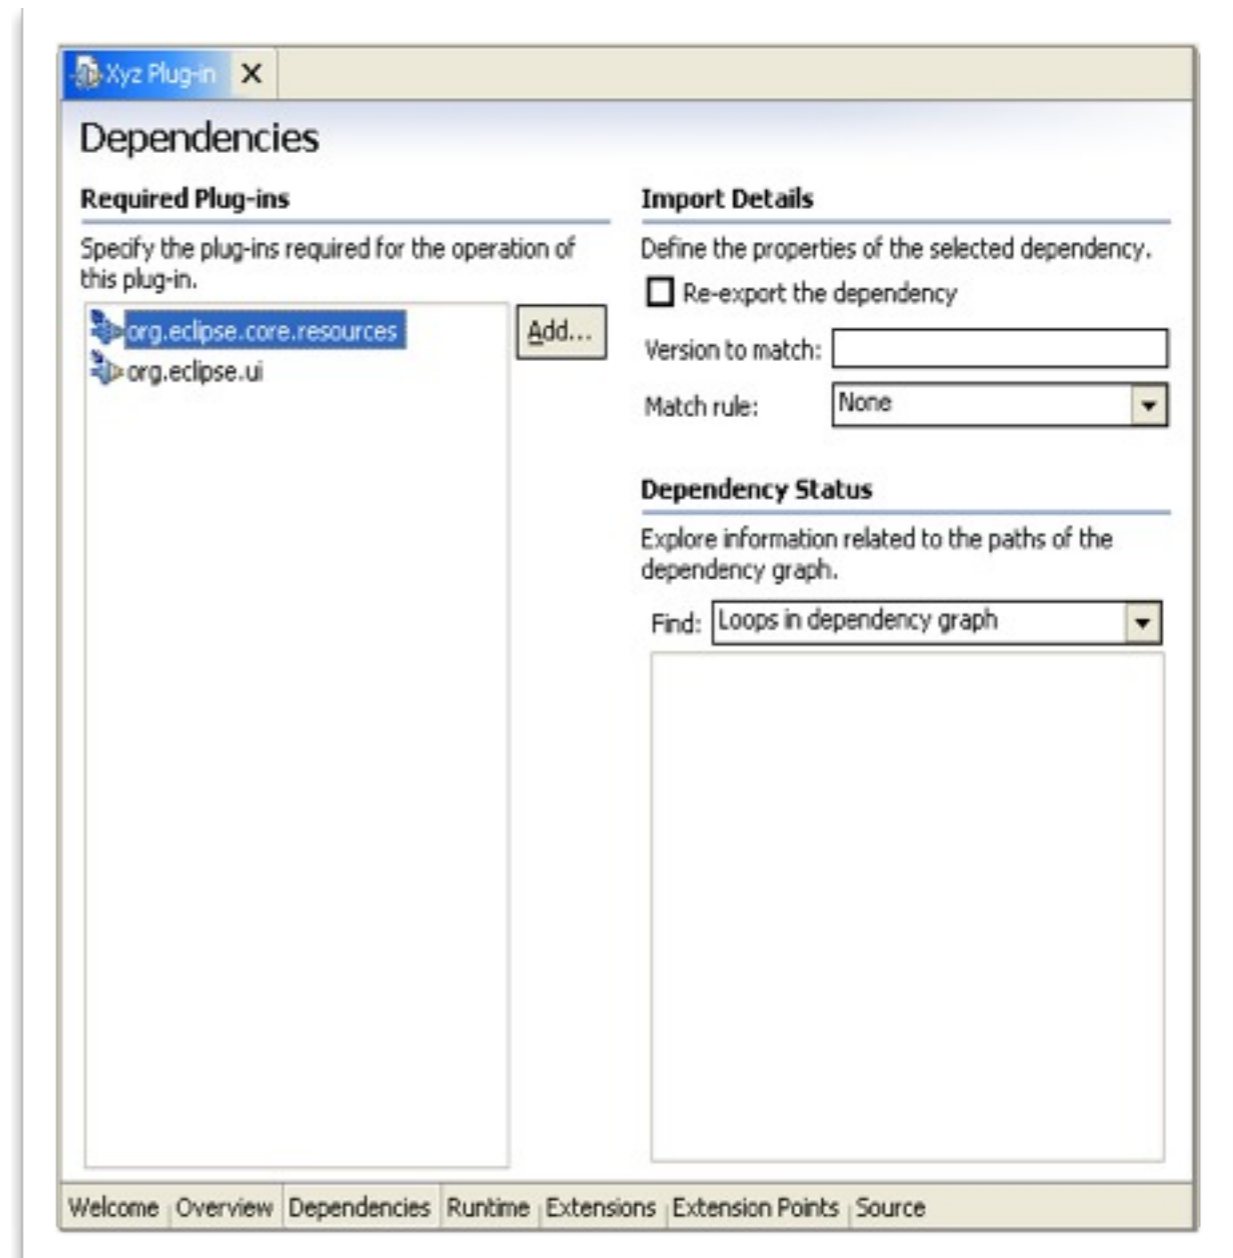 Xyz Plug-in X
Dependencies
Required Plug-ins
Specify the plug-ins required for the operation of
this plug-in.
org.eclipse.core.resources
org.eclipse.ui
Add...
Import Details
Define the properties of the selected dependency.
Re-export the dependency
Version to match:
Match rule: None
Dependency Status
Explore information related to the paths of the
dependency graph.
Find: Loops in dependency graph
Welcome Overview Dependencies Runtime Extensions Extension Points Source